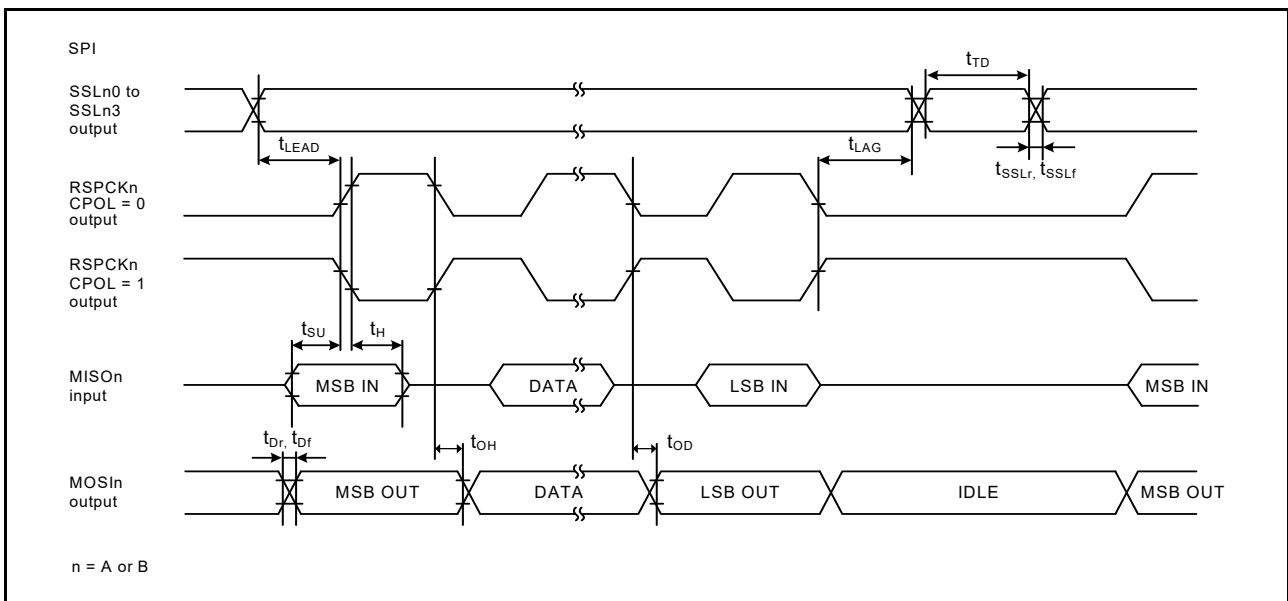 SPI
SSLn0 to
SSLn3
output
tTD
tLEAD
tLAG
tSSLr, tSSLf
RSPCKn
CPOL = 0
output
RSPCKn
CPOL = 1
output
tSU
tH
MISOn
input
MSB IN
DATA
LSB IN
MSB IN
tDr, tDf
tOH
tOD
MOSIn
output
MSB OUT
DATA
LSB OUT
IDLE
MSB OUT
n = A or B